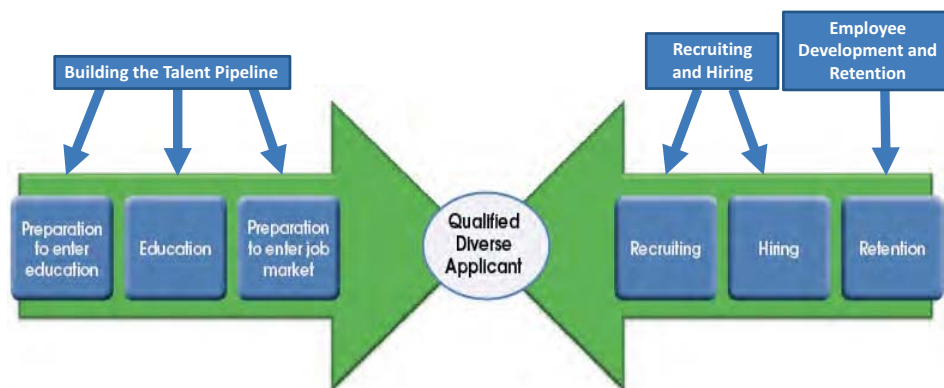 Building the Talent Pipeline
Recruiting
and Hiring
Employee
Development and
Retention
Preparation
to enter
education
Education
Preparation
to enter job
market
Qualified
Diverse
Applicant
Recruiting
Hiring
Retention